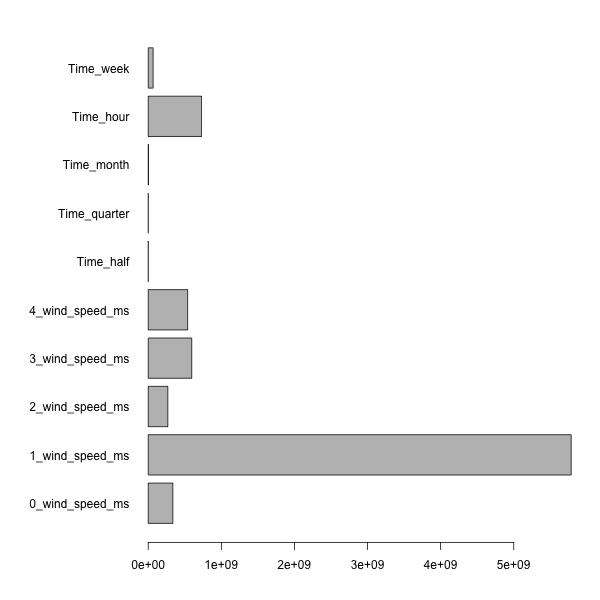 Time_week
Time_hour
Time_month
Time_quarter
Time_half
4_wind_speed_ms
3_wind_speed_ms
2_wind_speed_ms
1_wind_speed_ms
0_wind_speed_ms
0e+00 1e+09 2e+09 3e+09 4e+09 5e+09